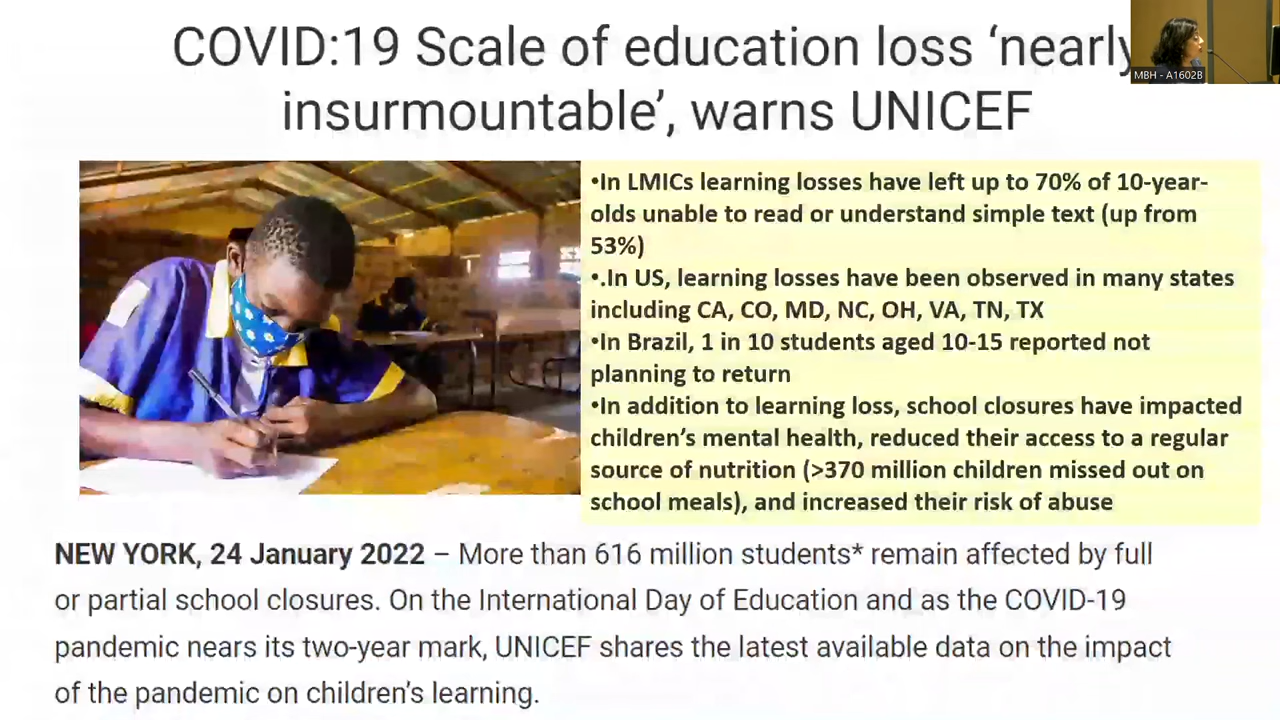 COVID:19 Scale of education loss ‘nearly
insurmountable’, warns UNICEF
MBH - A1602B
•In LMICs learning losses have left up to 70% of 10-year-
olds unable to read or understand simple text (up from
53%)
•.In US, learning losses have been observed in many states
including CA, CO, MD, NC, OH, VA, TN, TX
•In Brazil, 1 in 10 students aged 10-15 reported not
planning to return
•In addition to learning loss, school closures have impacted
children’s mental health, reduced their access to a regular
source of nutrition (>370 million children missed out on
school meals), and increased their risk of abuse
NEW YORK, 24 January 2022 – More than 616 million students* remain affected by full
or partial school closures. On the International Day of Education and as the COVID-19
pandemic nears its two-year mark, UNICEF shares the latest available data on the impact
of the pandemic on children’s learning.